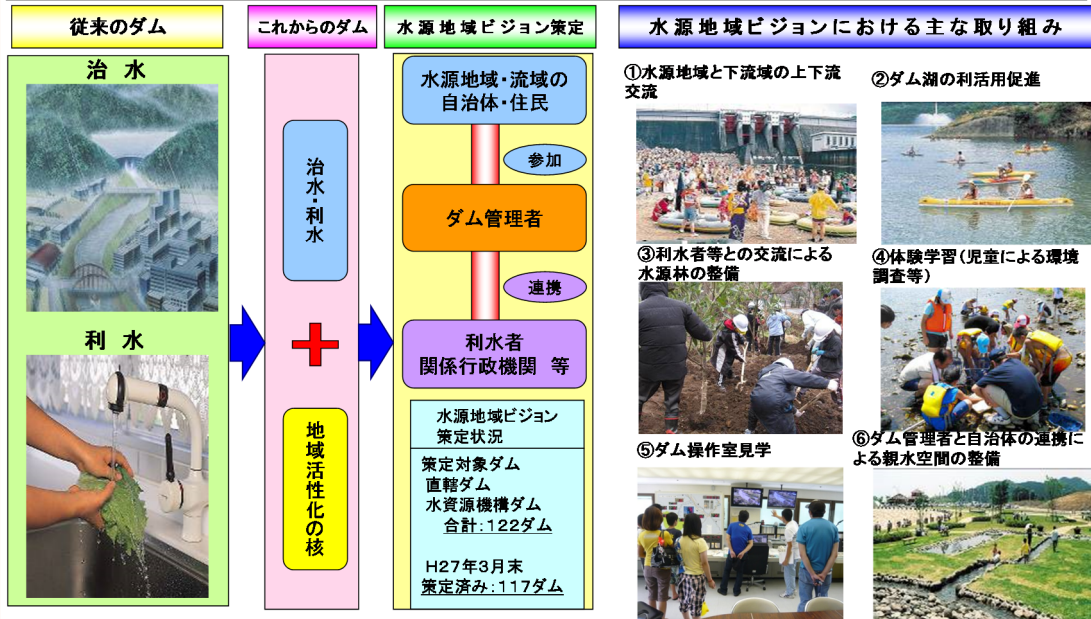 従来のダム
治水
利水
これからのダム
治水・利水
＋
地域活性化の核
水源地域ビジョン策定
水源地域・流域の
自治体・住民
参加
ダム管理者
連携
利水者
関係行政機関 等
水源地域ビジョン
策定状況
策定対象ダム
直轄ダム
水資源機構ダム
合計：122ダム
H27年3月末
策定済み：117ダム
水源地域ビジョンにおける主な取り組み
①水源地域と下流域の上下流
交流
②ダム湖の利活用促進
③利水者等との交流による
水源林の整備
④体験学習（児童による環境
調査等）
⑤ダム操作室見学
⑥ダム管理者と自治体の連携に
よる親水空間の整備